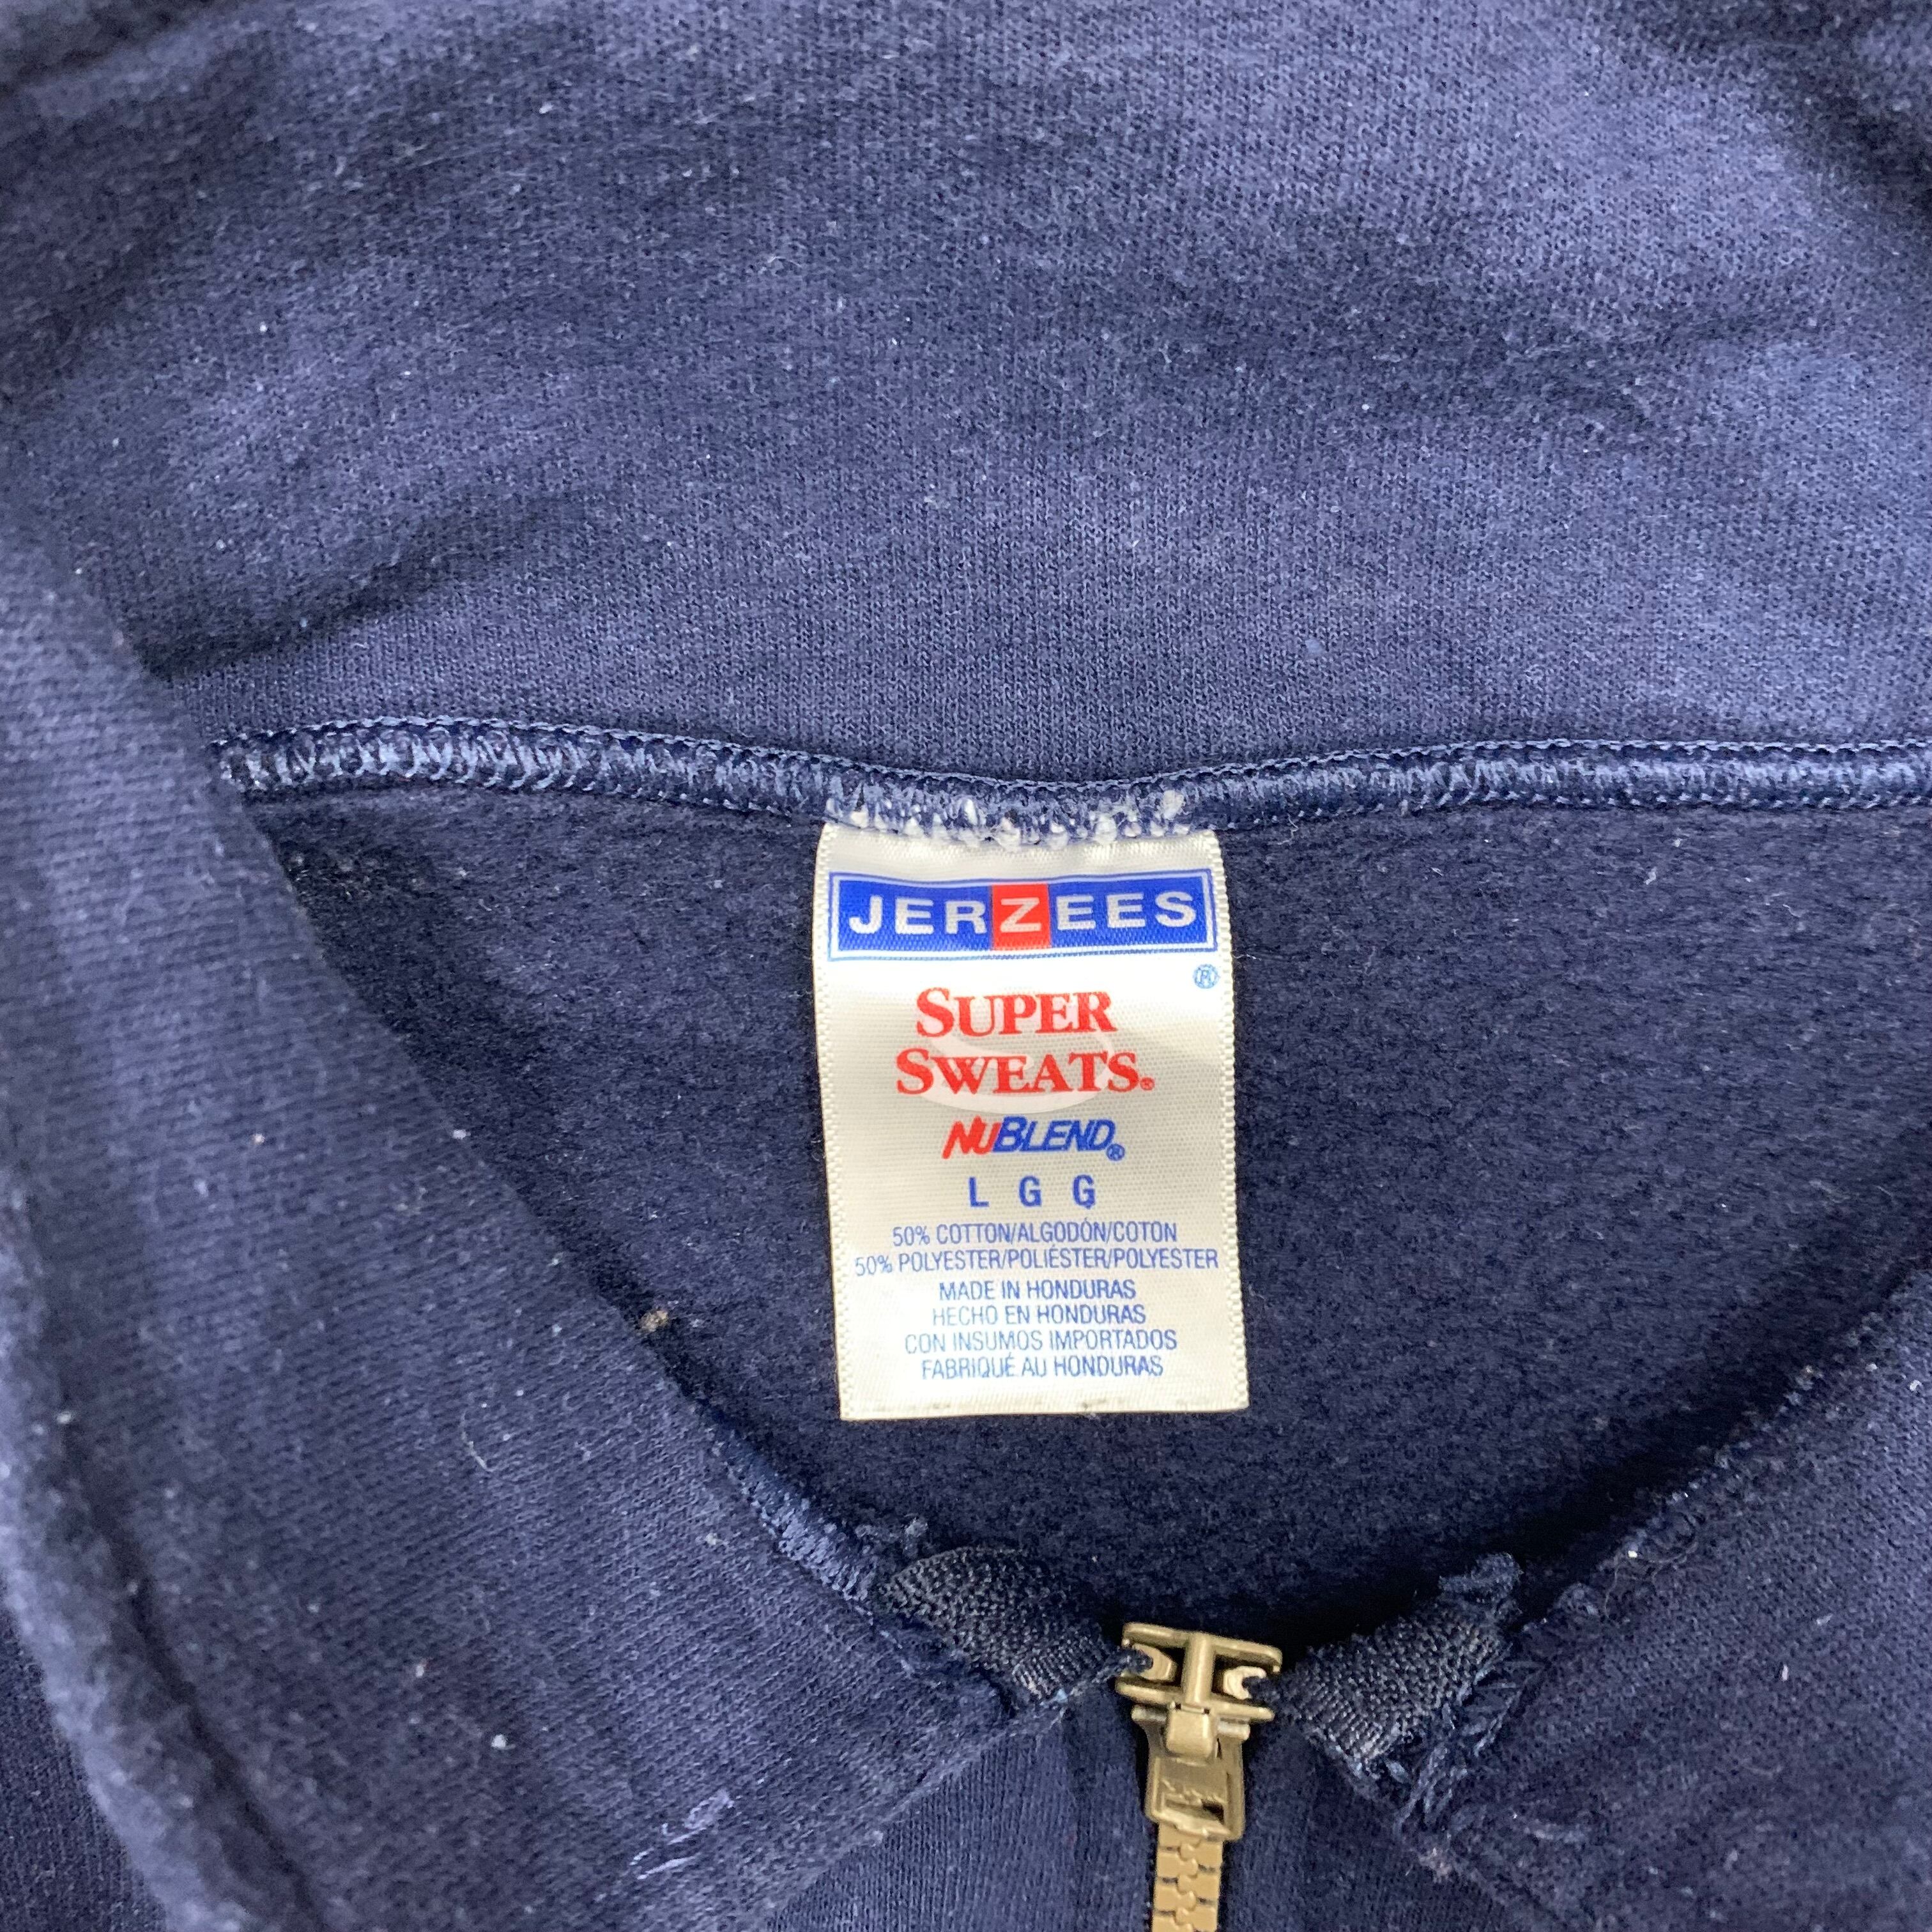 JERZEES
®
SUPER
SWEATS®
NUBLEND®
L G G
50% COTTON/ALGODÓN/COTON
50% POLYESTER/POLIÉSTER/POLYESTER
MADE IN HONDURAS
HECHO EN HONDURAS
CON INSUMOS IMPORTADOS
FABRIQUÉ AU HONDURAS